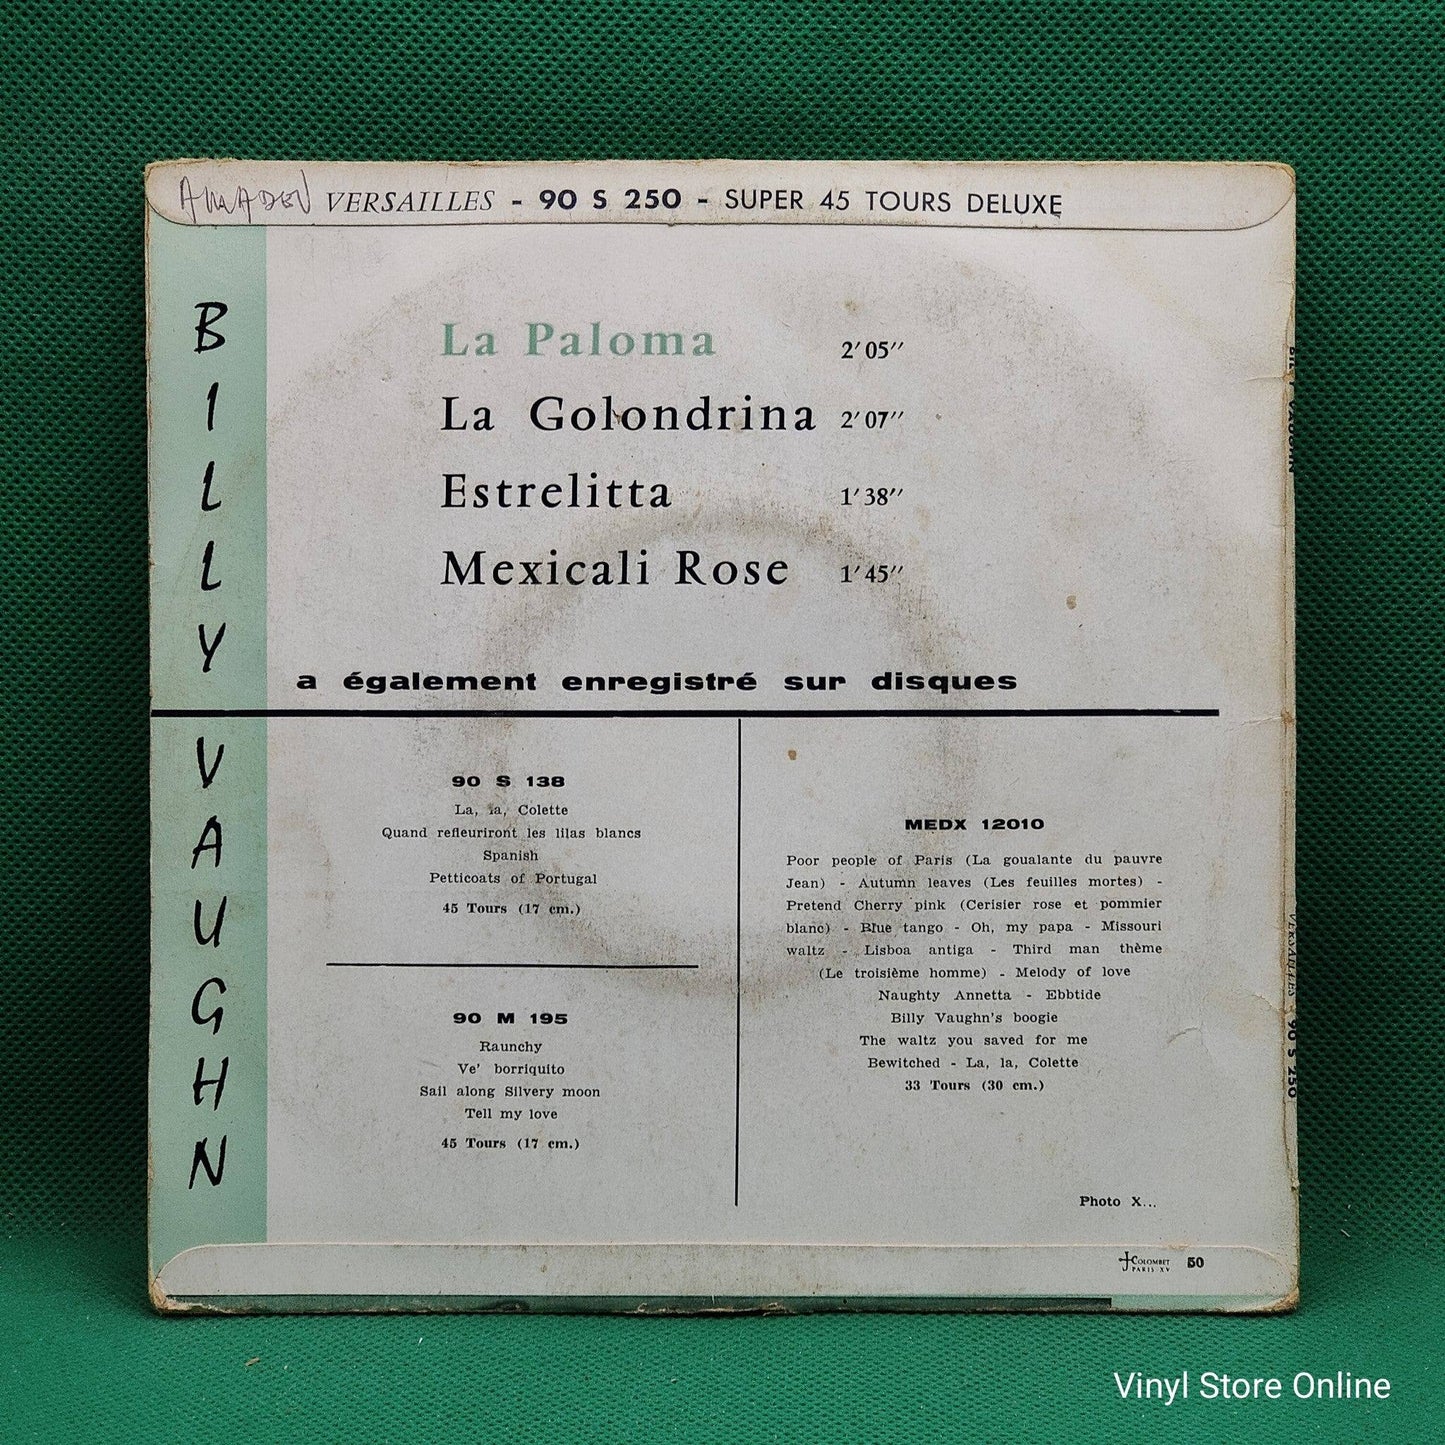 AMADEU VERSAILLES - 90 S 250 - SUPER 45 TOURS DELUXE
BILLY VAUGHN
La Paloma 2'05''
La Golondrina 2'07''
Estrelitta 1'38''
Mexicali Rose 1'45''
a également enregistré sur disques
90 S 138
La, la, Colette
Quand refleuriront les lilas blancs
Spanish
Petticoats of Portugal
45 Tours (17 cm.)
90 M 195
Raunchy
Ve' borriquito
Sail along Silvery moon
Tell my love
45 Tours (17 cm.)
MEDX 12010
Poor people of Paris (La goualante du pauvre
Jean) - Autumn leaves (Les feuilles mortes) -
Pretend Cherry pink (Cerisier rose et pommier
blanc) - Blue tango - Oh, my papa - Missouri
waltz - Lisboa antiga - Third man thème
(Le troisième homme) - Melody of love
Naughty Annetta - Ebbtide
Billy Vaughn's boogie
The waltz you saved for me
Bewitched - La, la, Colette
33 Tours (30 cm.)
Photo X...
COLOMBET
PARIS XV
50
VERSAILLES 90 S 250
Vinyl Store Online